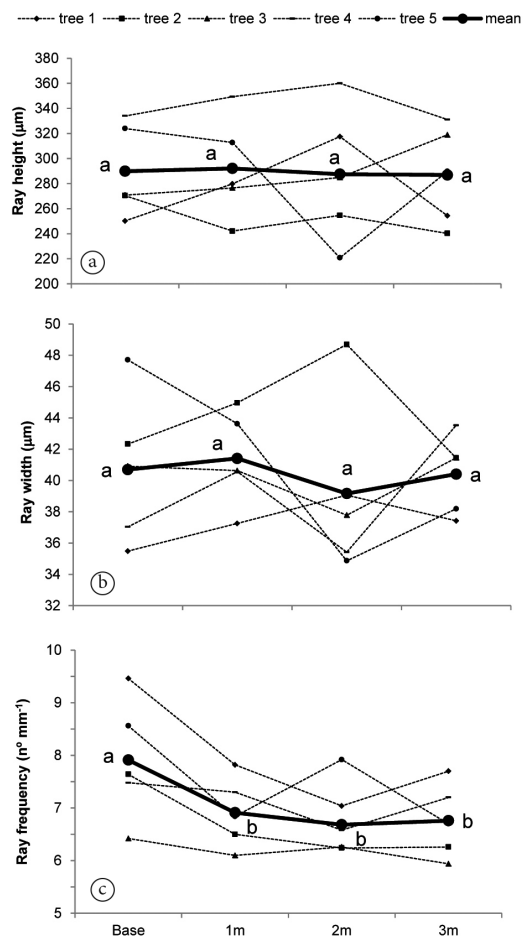 tree 1 tree 2 tree 3 tree 4 tree 5 mean
Ray height (µm)
380
360
340
320
300
280
260
240
220
200
a
a
a
a
a
Ray width (µm)
50
48
46
44
42
40
38
36
34
32
a
a
a
a
b
Ray frequency (nº mm-1)
10
9
8
7
6
5
a
b
b
b
c
Base 1m 2m 3m